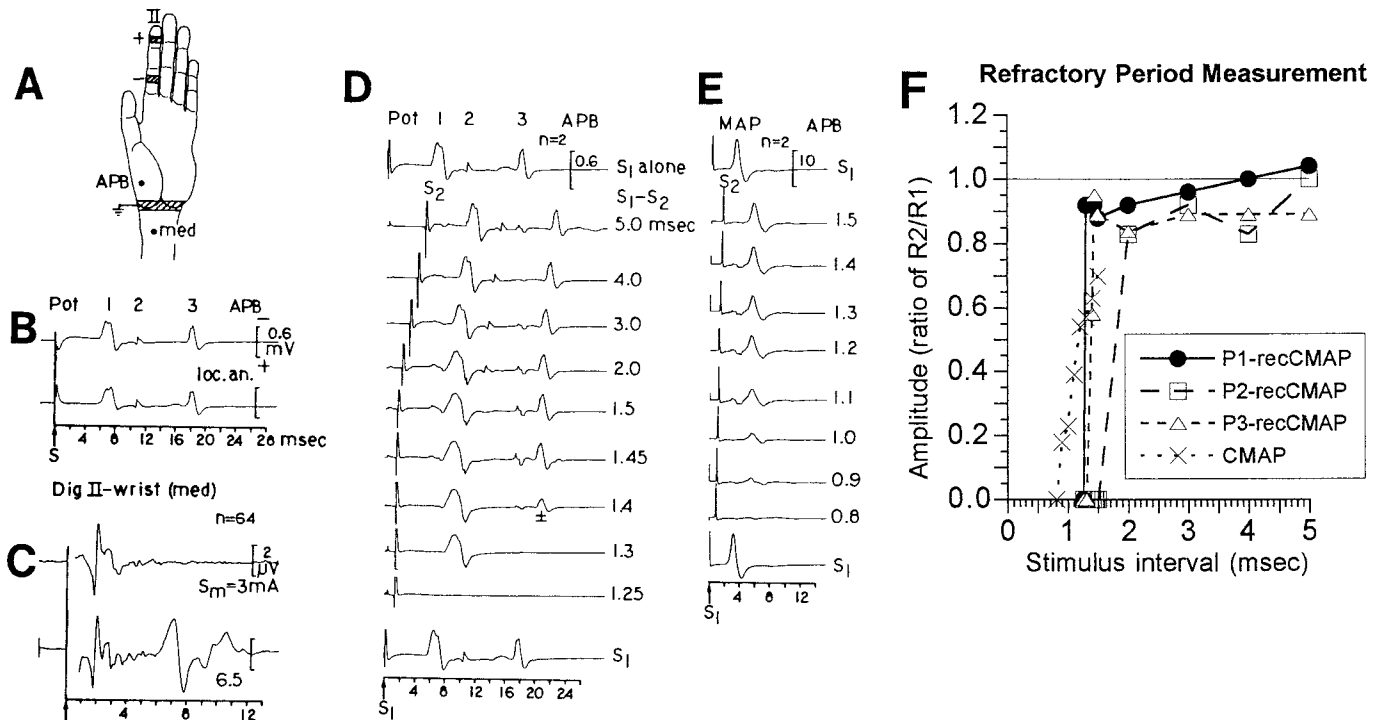 A
II
+
−
APB
med
B
Pot 1 2 3 APB
−
0.6
mV
+
loc.an.
4 8 12 16 20 24 28 msec
S
C
Dig II-wrist (med)
n=64
2
μV
Sm=3mA
6.5
4 8 12
D
Pot 1 2 3 APB
n=2
0.6
S1 alone
S2
S1-S2
5.0 msec
4.0
3.0
2.0
1.5
1.45
1.4
±
1.3
1.25
S1
4 8 12 16 20 24
S1
E
MAP APB
n=2
10
S1
S2
1.5
1.4
1.3
1.2
1.1
1.0
0.9
0.8
S1
4 8 12
S1
F
Refractory Period Measurement
Amplitude (ratio of R2/R1)
1.2
1.0
0.8
0.6
0.4
0.2
0.0
P1-recCMAP
P2-recCMAP
P3-recCMAP
CMAP
0 1 2 3 4 5
Stimulus interval (msec)